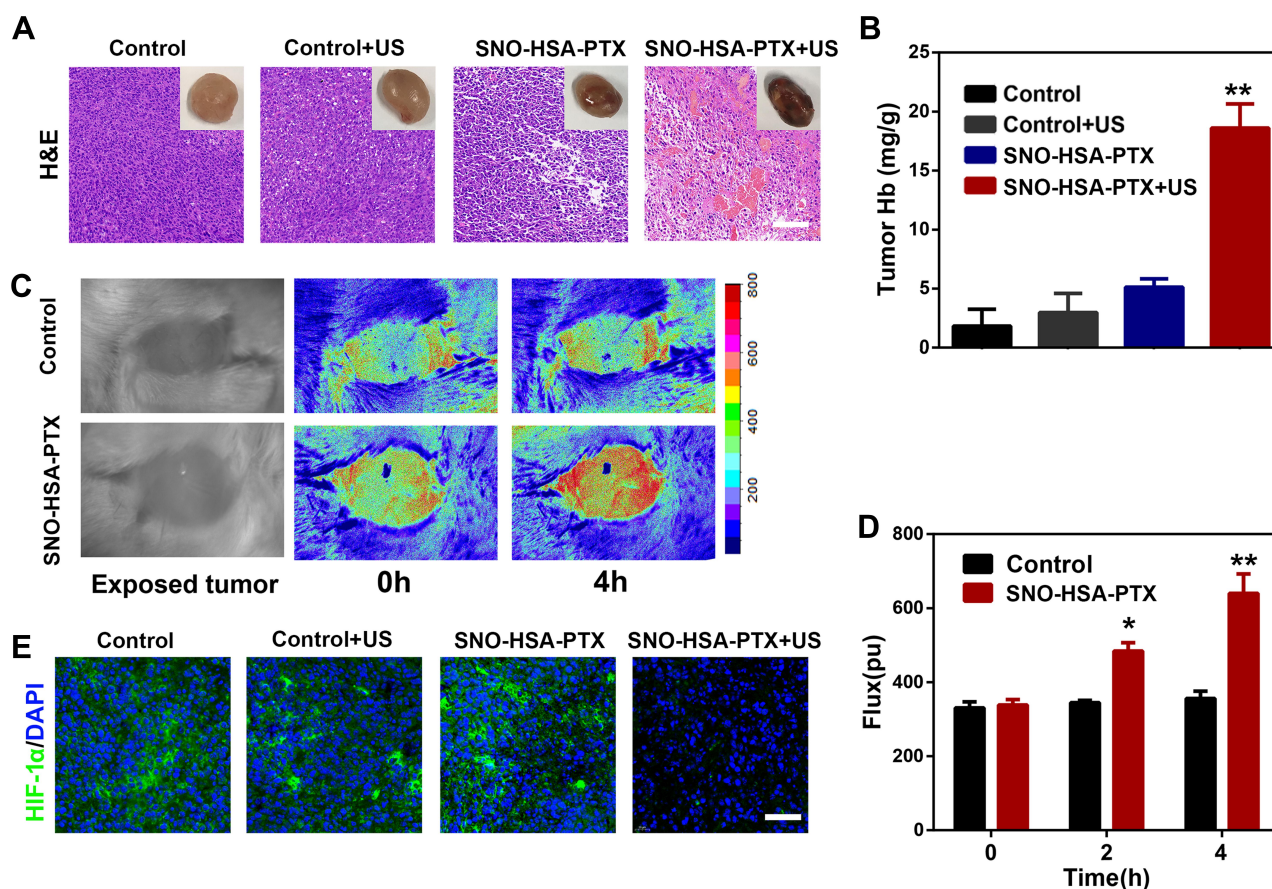 A
Control
Control+US
SNO-HSA-PTX
SNO-HSA-PTX+US
H&E
B
Tumor Hb (mg/g)
25
20
15
10
5
0
Control
Control+US
SNO-HSA-PTX
SNO-HSA-PTX+US
**
C
Control
SNO-HSA-PTX
Exposed tumor
0h
4h
800
600
400
200
D
Flux(pu)
800
600
400
200
0
Control
SNO-HSA-PTX
*
**
0
2
4
Time(h)
E
Control
Control+US
SNO-HSA-PTX
SNO-HSA-PTX+US
HIF-1α/DAPI